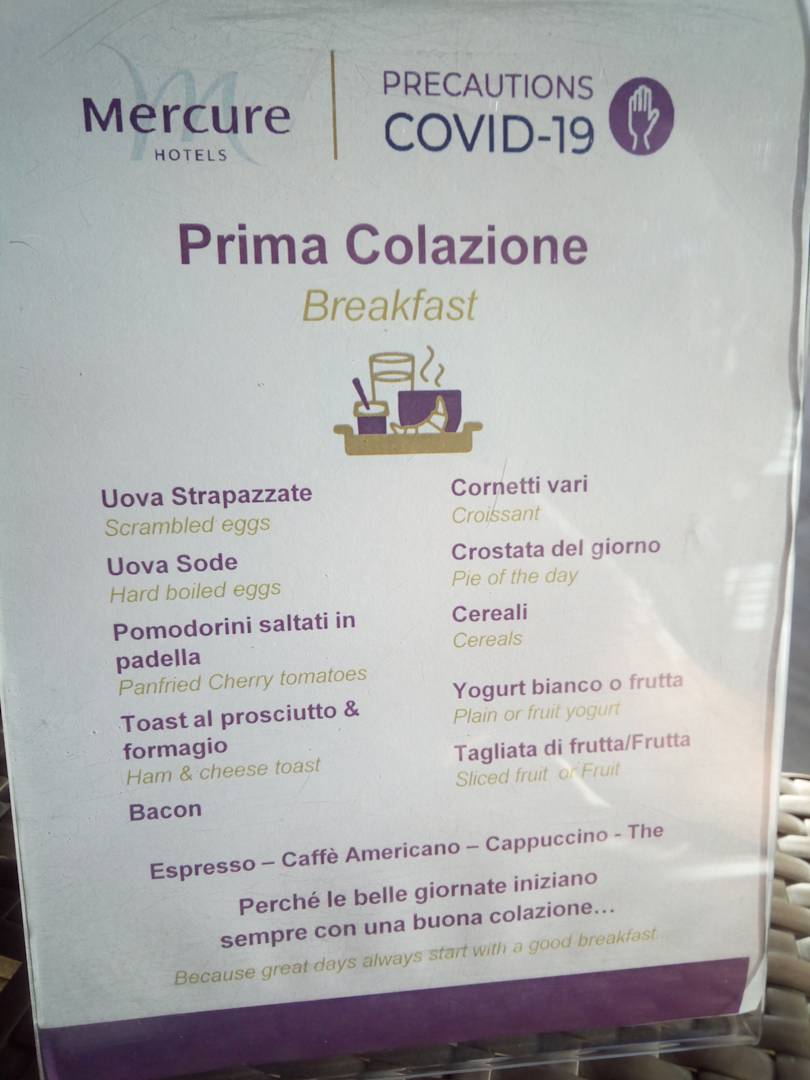 Mercure
HOTELS
PRECAUTIONS
COVID-19
Prima Colazione
Breakfast
Uova Strapazzate
Scrambled eggs
Uova Sode
Hard boiled eggs
Pomodorini saltati in
padella
Panfried Cherry tomatoes
Toast al prosciutto &
formagio
Ham & cheese toast
Bacon
Cornetti vari
Croissant
Crostata del giorno
Pie of the day
Cereali
Cereals
Yogurt bianco o frutta
Plain or fruit yogurt
Tagliata di frutta/Frutta
Sliced fruit or Fruit
Espresso – Caffè Americano – Cappuccino - The
Perché le belle giornate iniziano
sempre con una buona colazione…
Because great days always start with a good breakfast...